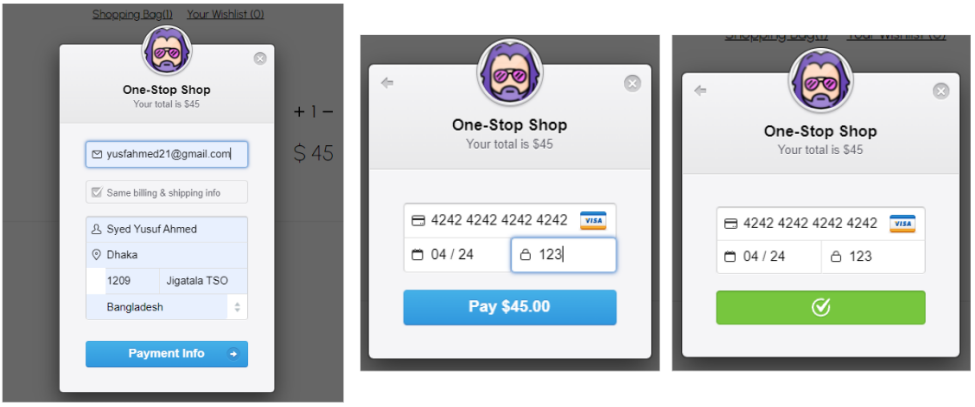 Shopping Bag(1) Your Wishlist (0)
One-Stop Shop
Your total is $45
yusfahmed21@gmail.com
Same billing & shipping info
Syed Yusuf Ahmed
Dhaka
1209 Jigatala TSO
Bangladesh
Payment Info
+ 1 −
$ 45
One-Stop Shop
Your total is $45
4242 4242 4242 4242 VISA
04 / 24 123
Pay $45.00
Shopping Bag(1) Your Wishlist (0)
One-Stop Shop
Your total is $45
4242 4242 4242 4242 VISA
04 / 24 123